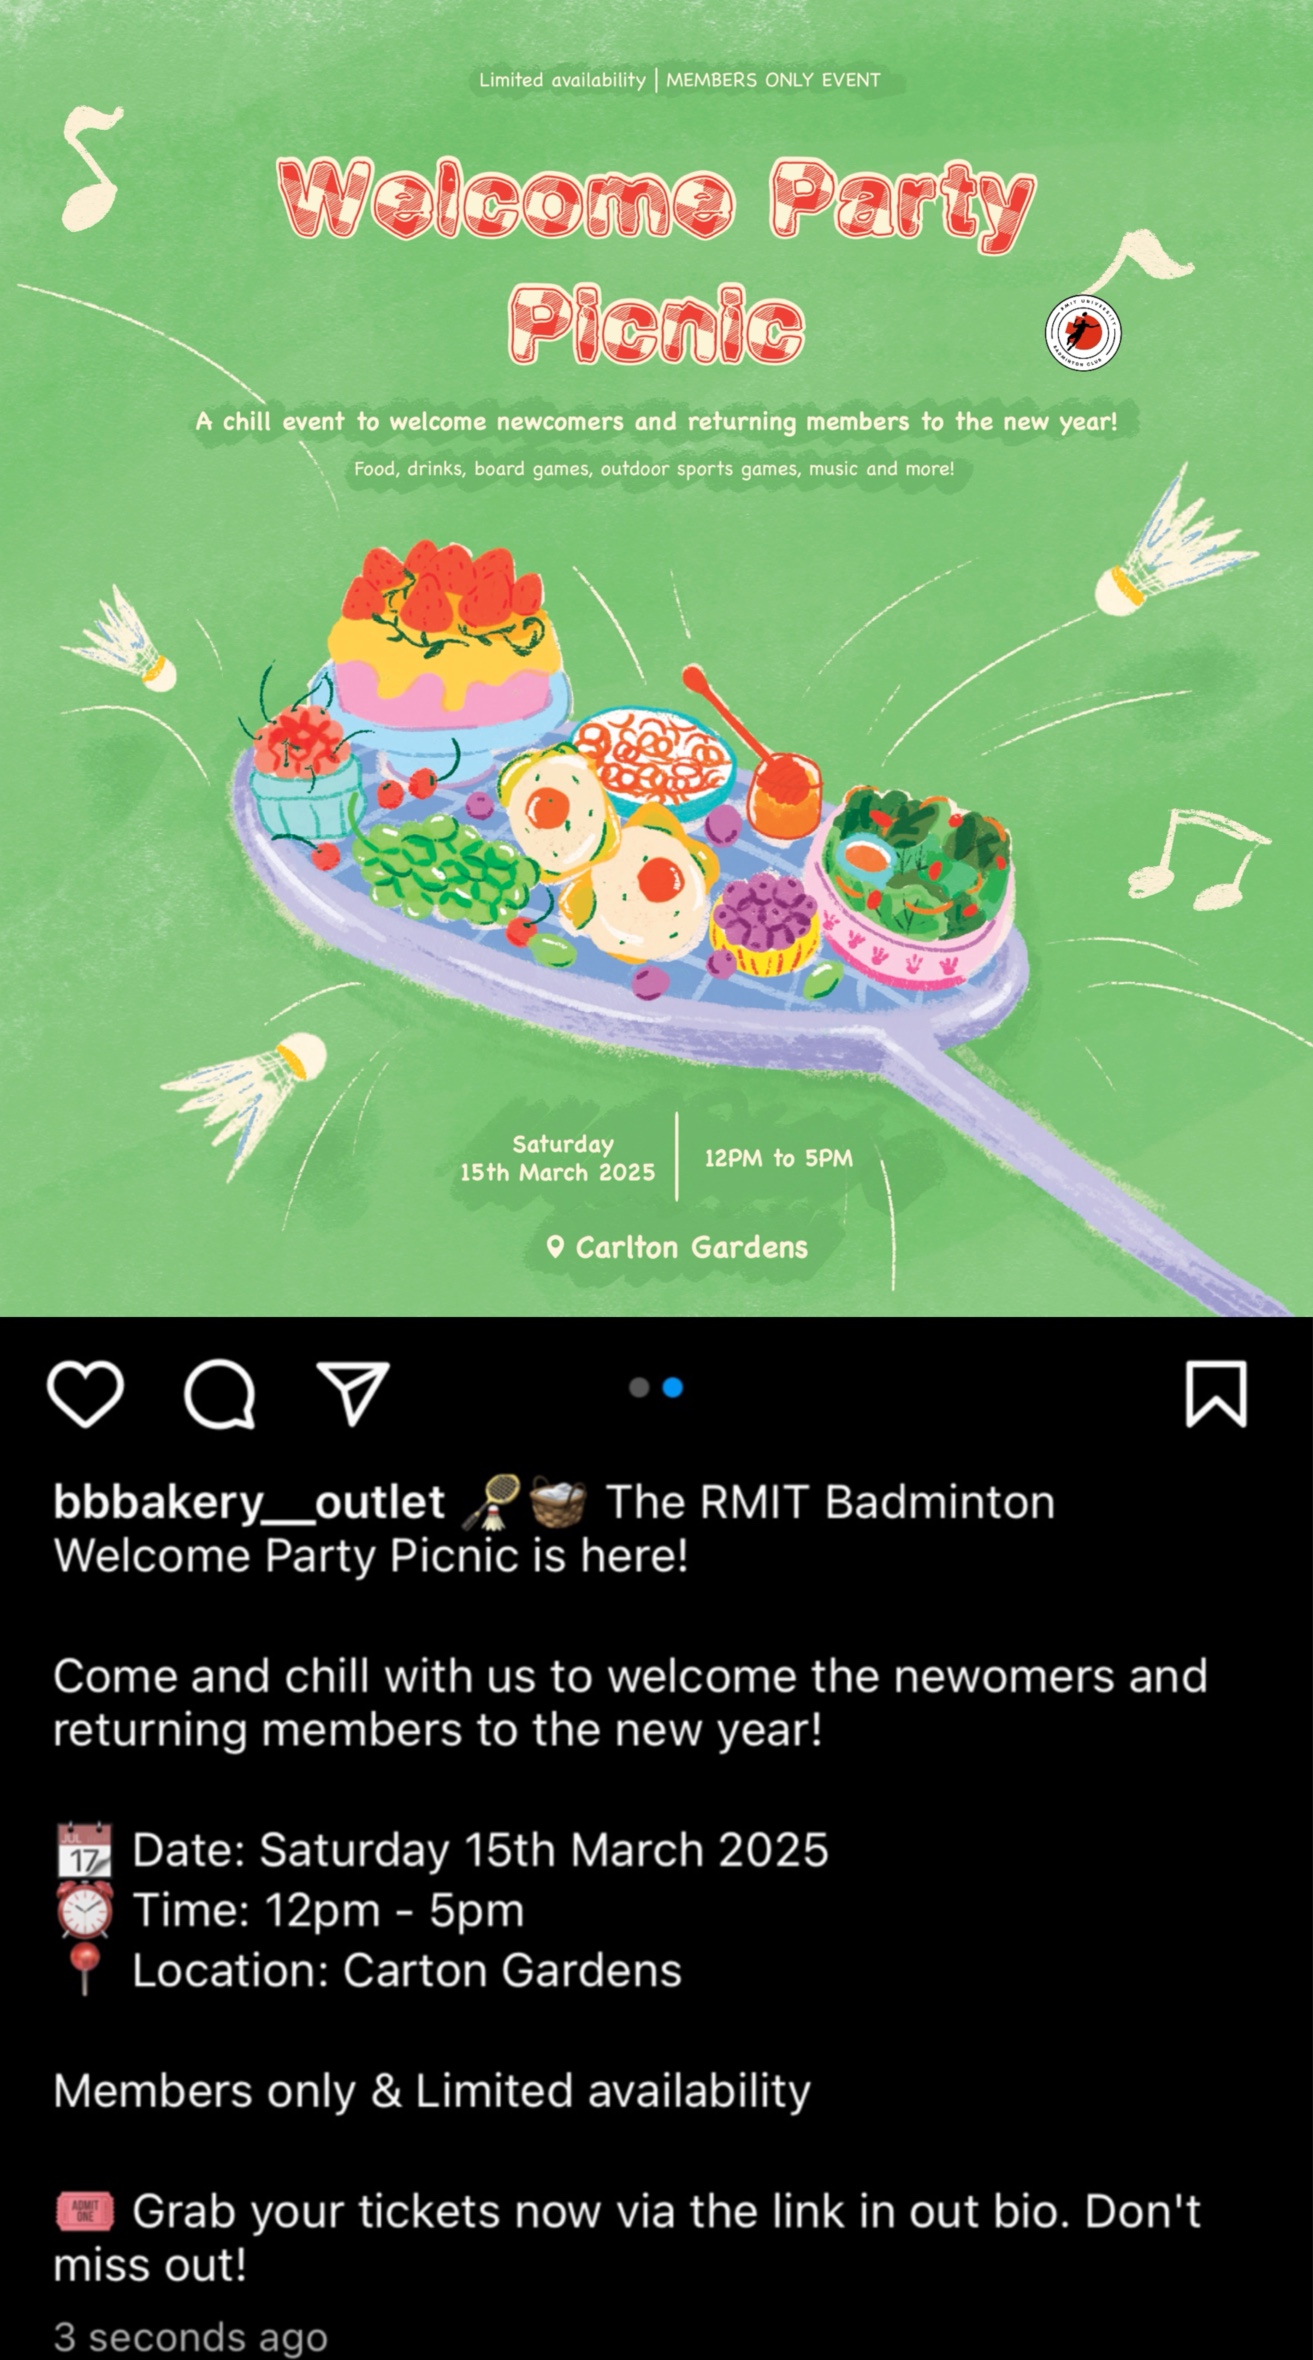 Limited availability | MEMBERS ONLY EVENT
Welcome Party
Picnic
RMIT UNIVERSITY
BADMINTON CLUB
A chill event to welcome newcomers and returning members to the new year!
Food, drinks, board games, outdoor sports games, music and more!
Saturday
15th March 2025
12PM to 5PM
Carlton Gardens
bbbakery__outlet 🏸🧺 The RMIT Badminton
Welcome Party Picnic is here!
Come and chill with us to welcome the newomers and
returning members to the new year!
📅 Date: Saturday 15th March 2025
⏰ Time: 12pm - 5pm
📍 Location: Carton Gardens
Members only & Limited availability
🎟️ Grab your tickets now via the link in out bio. Don't
miss out!
3 seconds ago